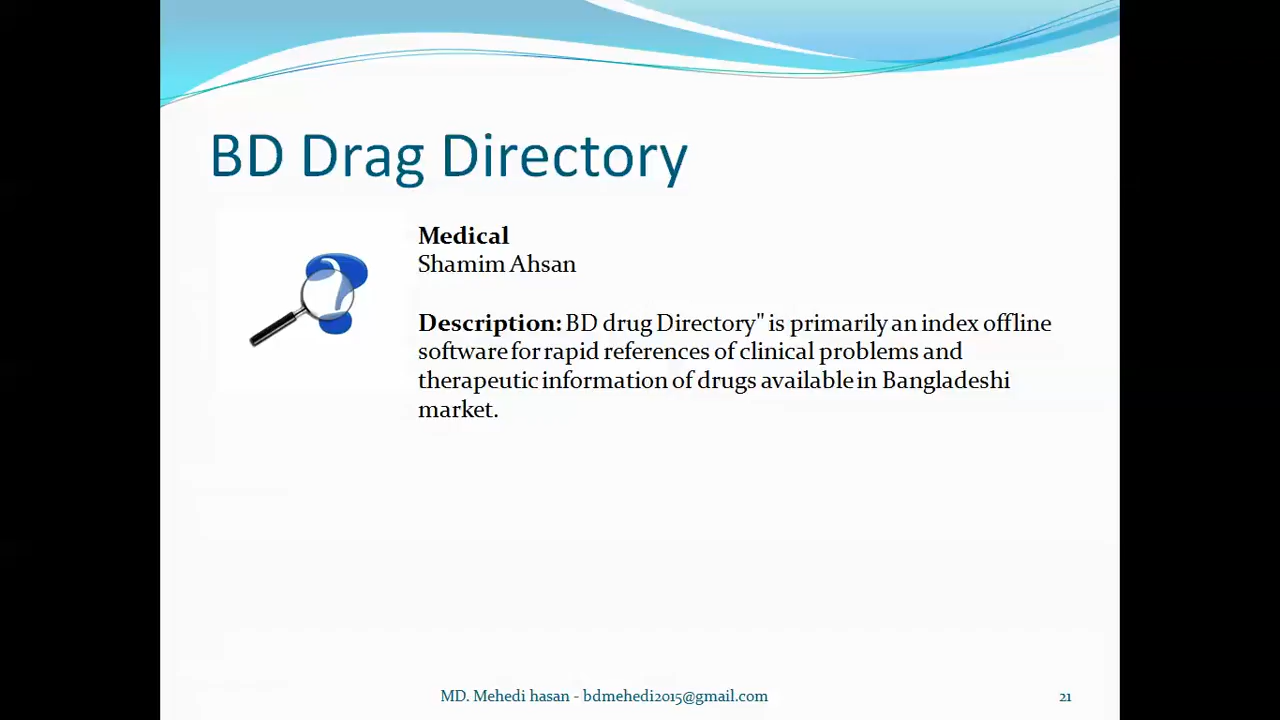 BD Drag Directory
Medical
Shamim Ahsan
Description: BD drug Directory" is primarily an index offline
software for rapid references of clinical problems and
therapeutic information of drugs available in Bangladeshi
market.
MD. Mehedi hasan - bdmehedi2015@gmail.com
21